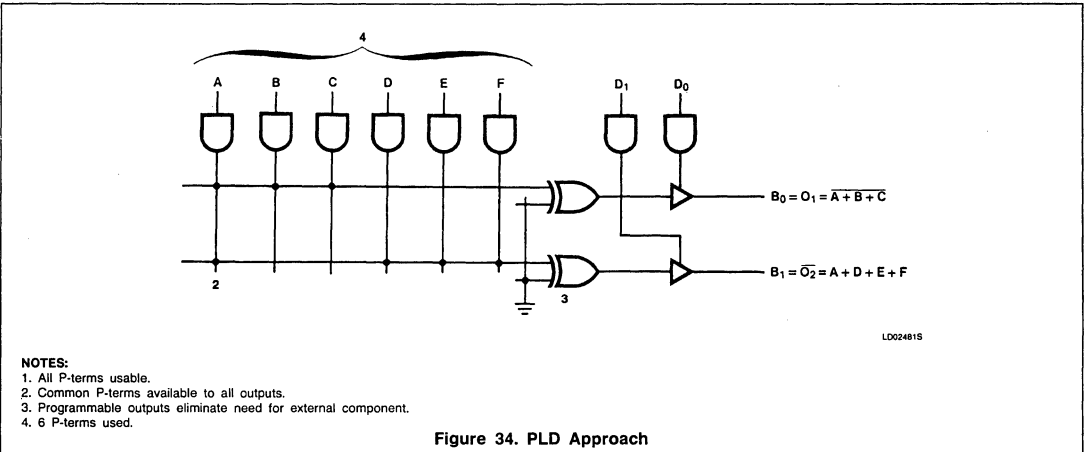 4
A B C D E F D₁ D₀
B₀ = O₁ = \overline{A + B + C}
B₁ = \overline{O₂} = A + D + E + F
2
3
LD02481S
NOTES:
1. All P-terms usable.
2. Common P-terms available to all outputs.
3. Programmable outputs eliminate need for external component.
4. 6 P-terms used.
Figure 34. PLD Approach